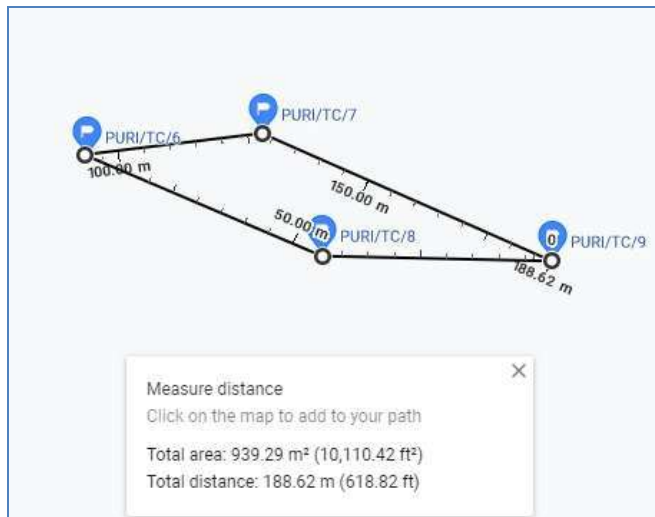 PURI/TC/7
PURI/TC/6
100.00 m
150.00 m
50.00 m
PURI/TC/8
0
PURI/TC/9
188.62 m
Measure distance
Click on the map to add to your path
Total area: 939.29 m² (10,110.42 ft²)
Total distance: 188.62 m (618.82 ft)